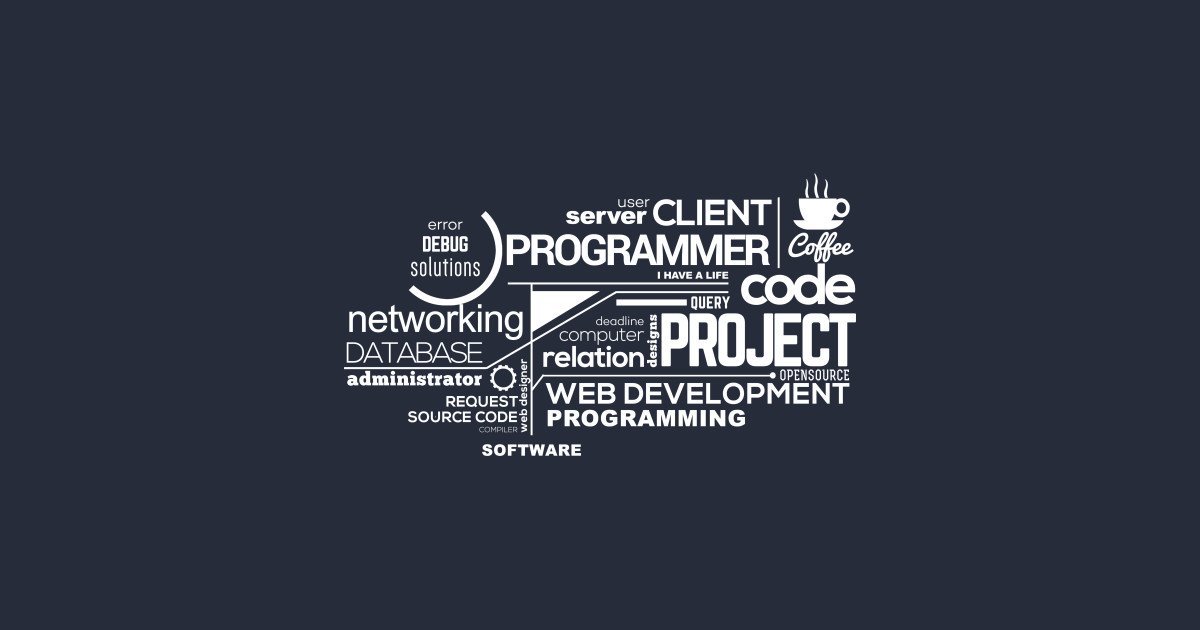 error
DEBUG
solutions
user
server CLIENT
PROGRAMMER
I HAVE A LIFE
Coffee
code
QUERY
networking
DATABASE
administrator
deadline
computer
relation
designs
PROJECT
OPENSOURCE
REQUEST
SOURCE CODE
COMPILER
web designer
WEB DEVELOPMENT
PROGRAMMING
SOFTWARE